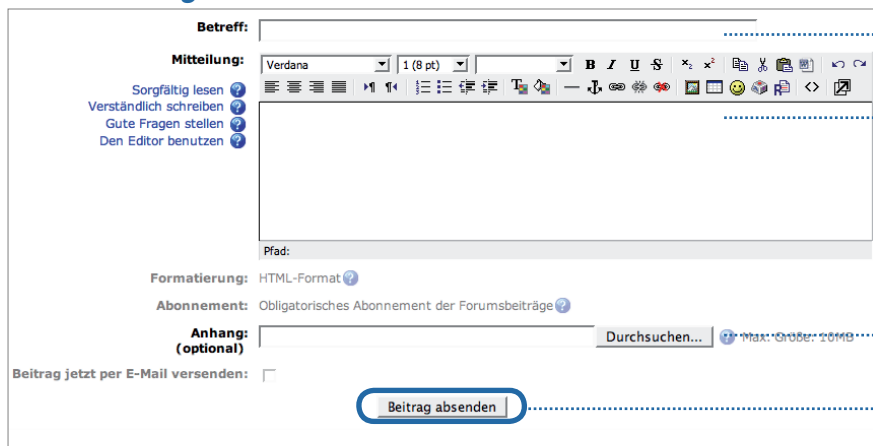 Betreff:
Mitteilung:
Verdana 1 (8 pt) B I U S x₂ x²
Sorgfältig lesen
Verständlich schreiben
Gute Fragen stellen
Den Editor benutzen
Pfad:
Formatierung: HTML-Format
Abonnement: Obligatorisches Abonnement der Forumsbeiträge
Anhang: Durchsuchen... Max. Größe: 10MB
(optional)
Beitrag jetzt per E-Mail versenden:
Beitrag absenden